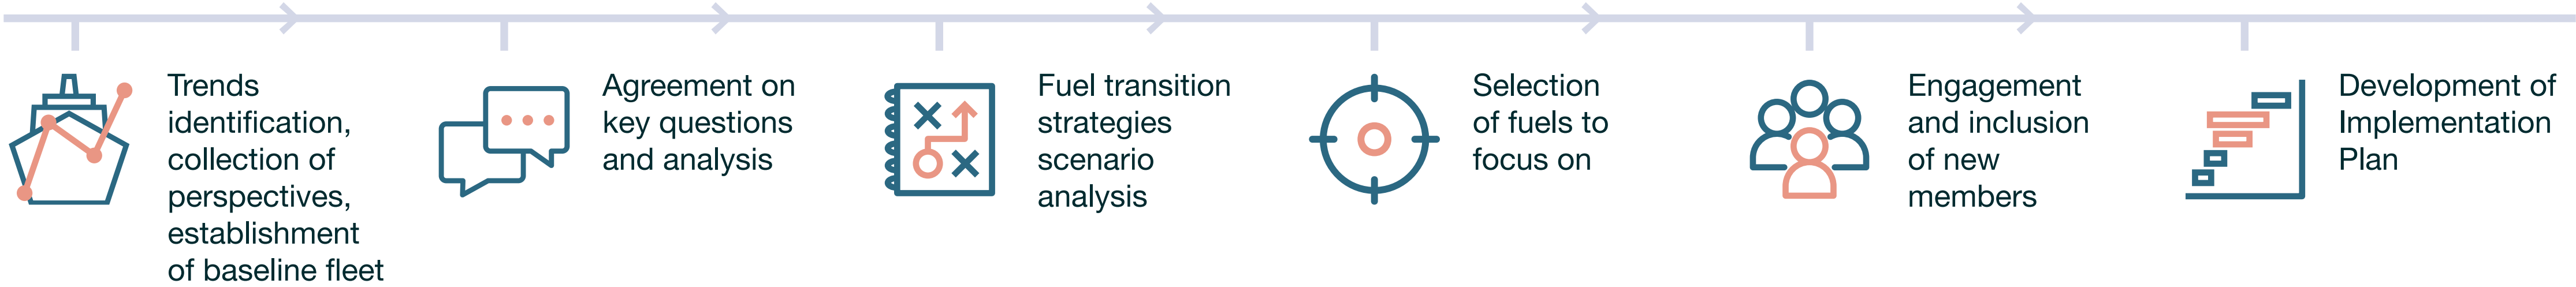 Trends
identification,
collection of
perspectives,
establishment
of baseline fleet
Agreement on
key questions
and analysis
Fuel transition
strategies
scenario
analysis
Selection
of fuels to
focus on
Engagement
and inclusion
of new
members
Development of
Implementation
Plan